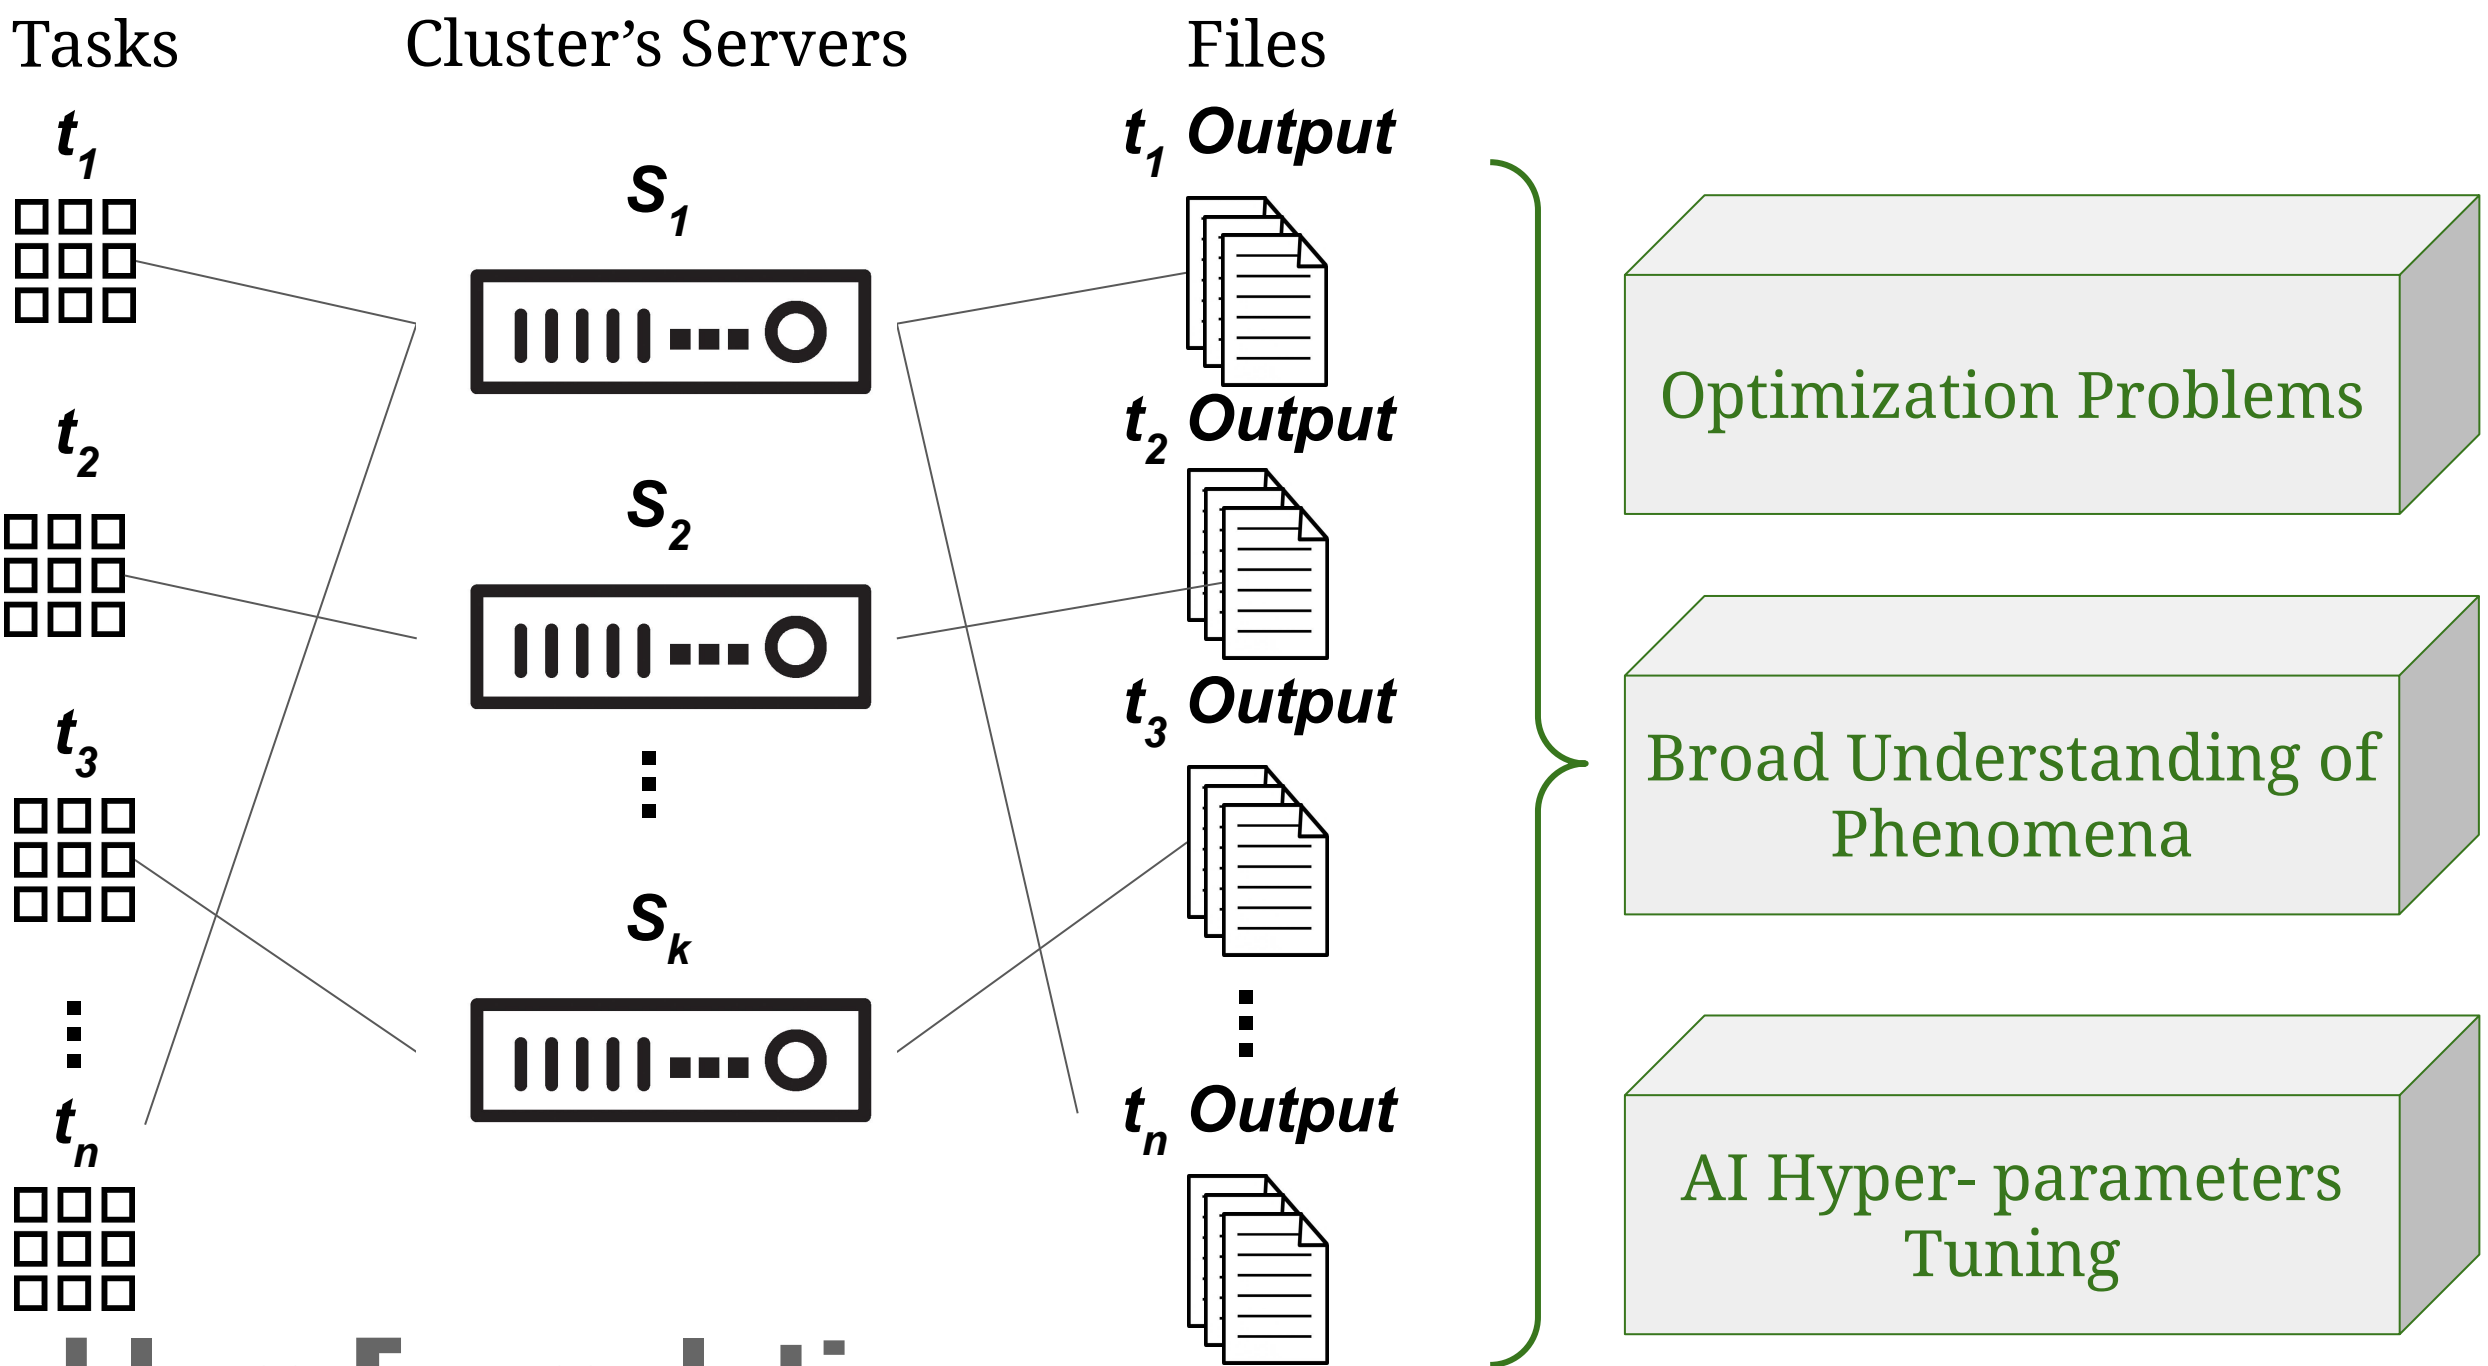 Tasks
Cluster’s Servers
Files
t1
S1
t1 Output
t2
S2
t2 Output
t3
t3 Output
Sk
tn
tn Output
Optimization Problems
Broad Understanding of
Phenomena
AI Hyper- parameters
Tuning